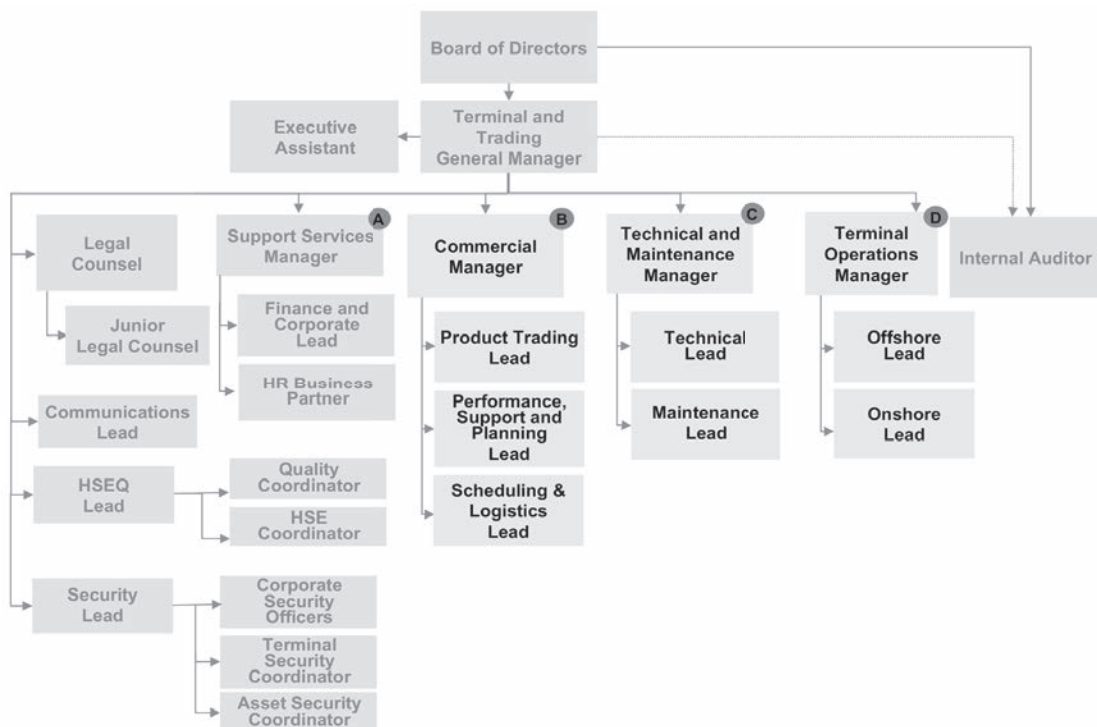 Board of Directors
Executive
Assistant
Terminal and
Trading
General Manager
Legal
Counsel
Junior
Legal Counsel
Communications
Lead
HSEQ
Lead
Quality
Coordinator
HSE
Coordinator
Security
Lead
Corporate
Security
Officers
Terminal
Security
Coordinator
Asset Security
Coordinator
A
Support Services
Manager
Finance and
Corporate
Lead
HR Business
Partner
B
Commercial
Manager
Product Trading
Lead
Performance,
Support and
Planning
Lead
Scheduling &
Logistics
Lead
C
Technical and
Maintenance
Manager
Technical
Lead
Maintenance
Lead
D
Terminal
Operations
Manager
Offshore
Lead
Onshore
Lead
Internal Auditor